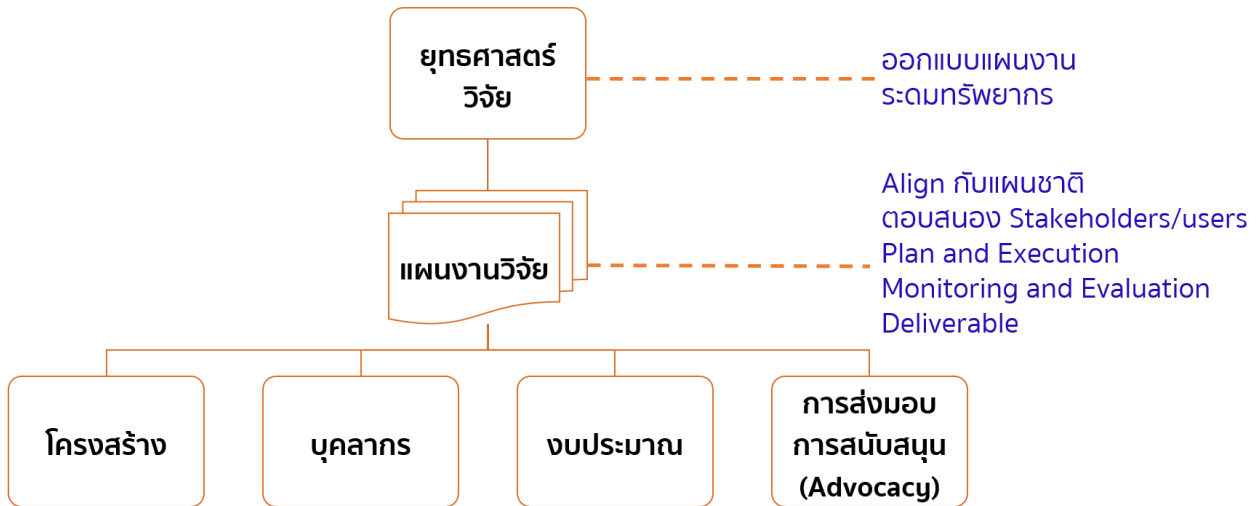 ยุทธศาสตร์
วิจัย
ออกแบบแผนงาน
ระดมทรัพยากร
Align กับแผนชาติ
ตอบสนอง Stakeholders/users
Plan and Execution
Monitoring and Evaluation
Deliverable
แผนงานวิจัย
โครงสร้าง
บุคลากร
งบประมาณ
การส่งมอบ
การสนับสนุน
(Advocacy)